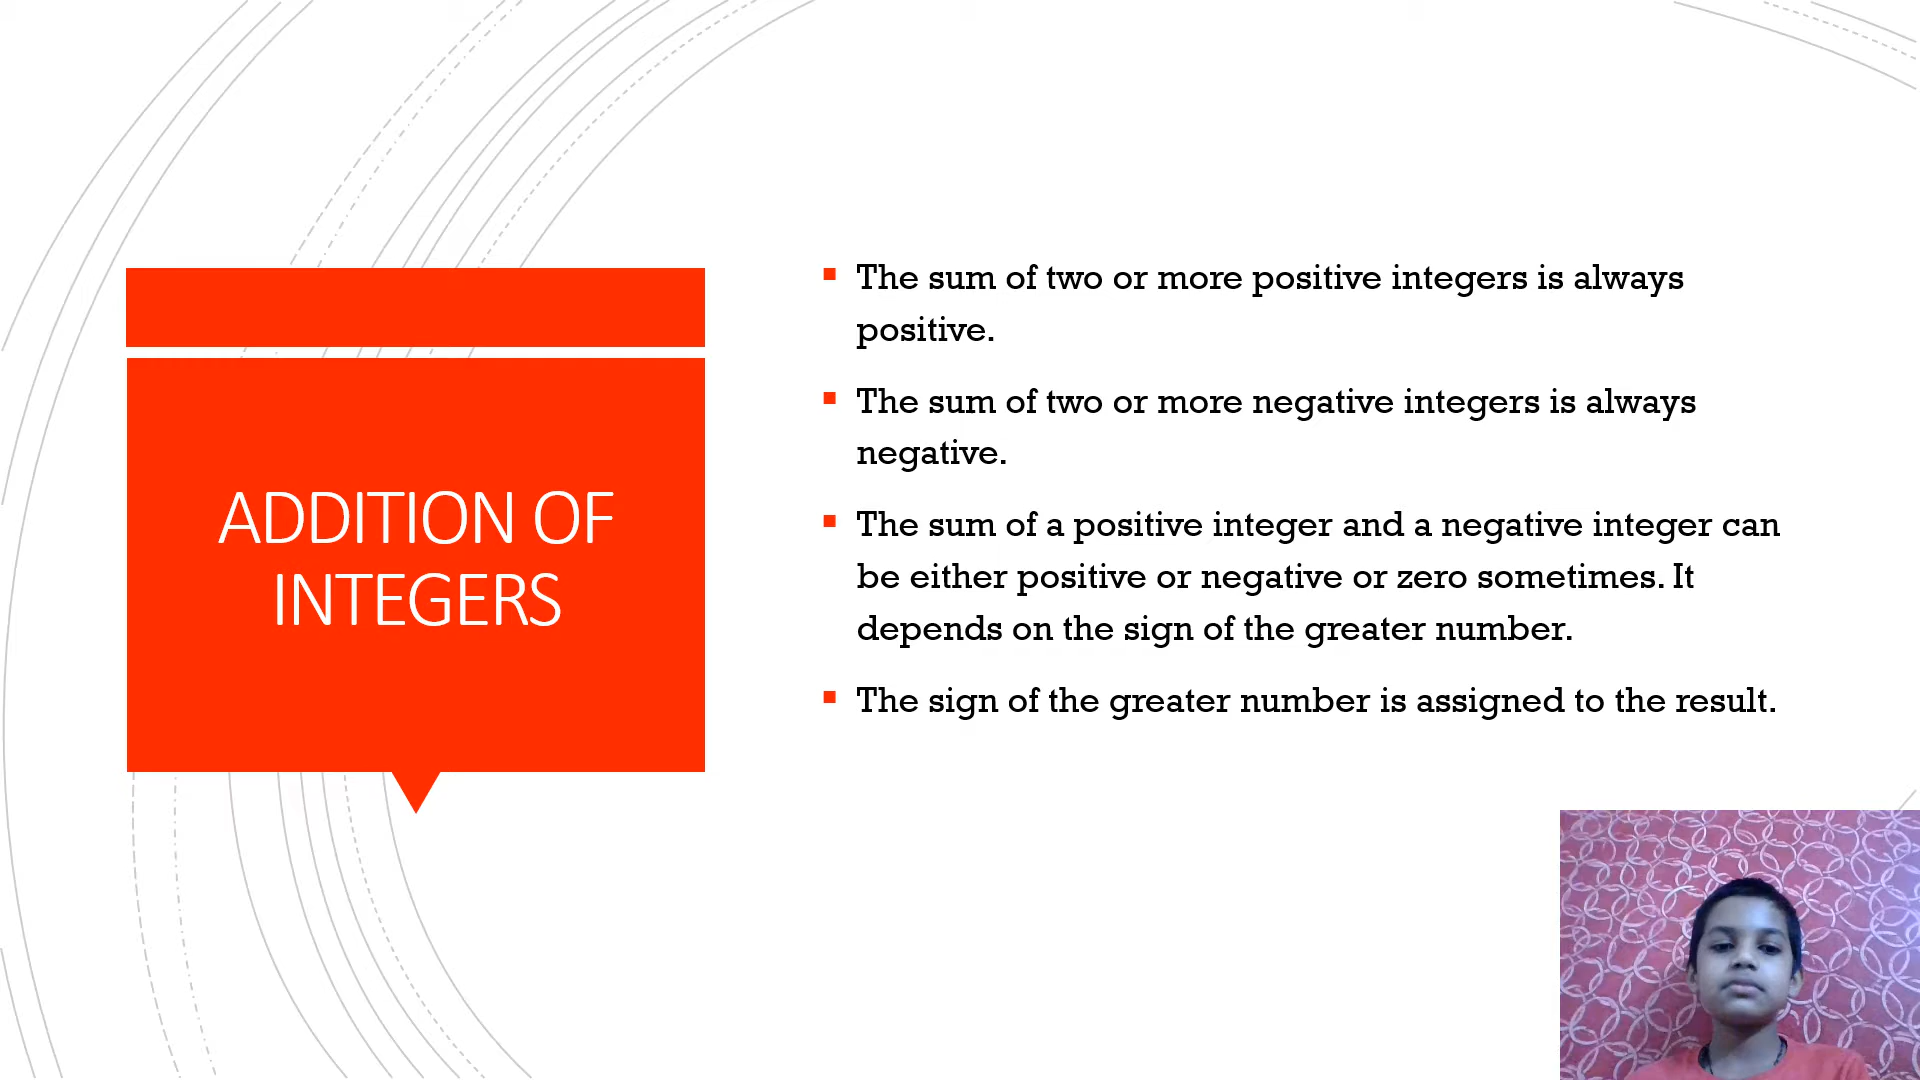 ADDITION OF
INTEGERS
The sum of two or more positive integers is always
positive.
The sum of two or more negative integers is always
negative.
The sum of a positive integer and a negative integer can
be either positive or negative or zero sometimes. It
depends on the sign of the greater number.
The sign of the greater number is assigned to the result.